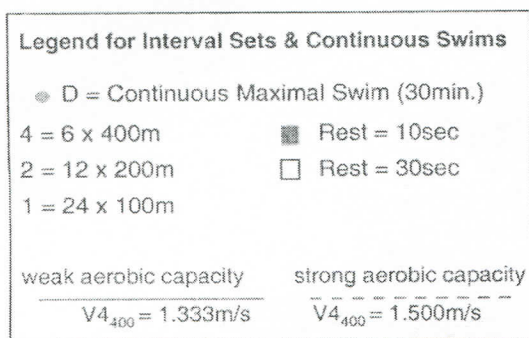 Legend for Interval Sets & Continuous Swims
D = Continuous Maximal Swim (30min.)
4 = 6 x 400m Rest = 10sec
2 = 12 x 200m Rest = 30sec
1 = 24 x 100m
weak aerobic capacity strong aerobic capacity
V4₄₀₀ = 1.333m/s V4₄₀₀ = 1.500m/s